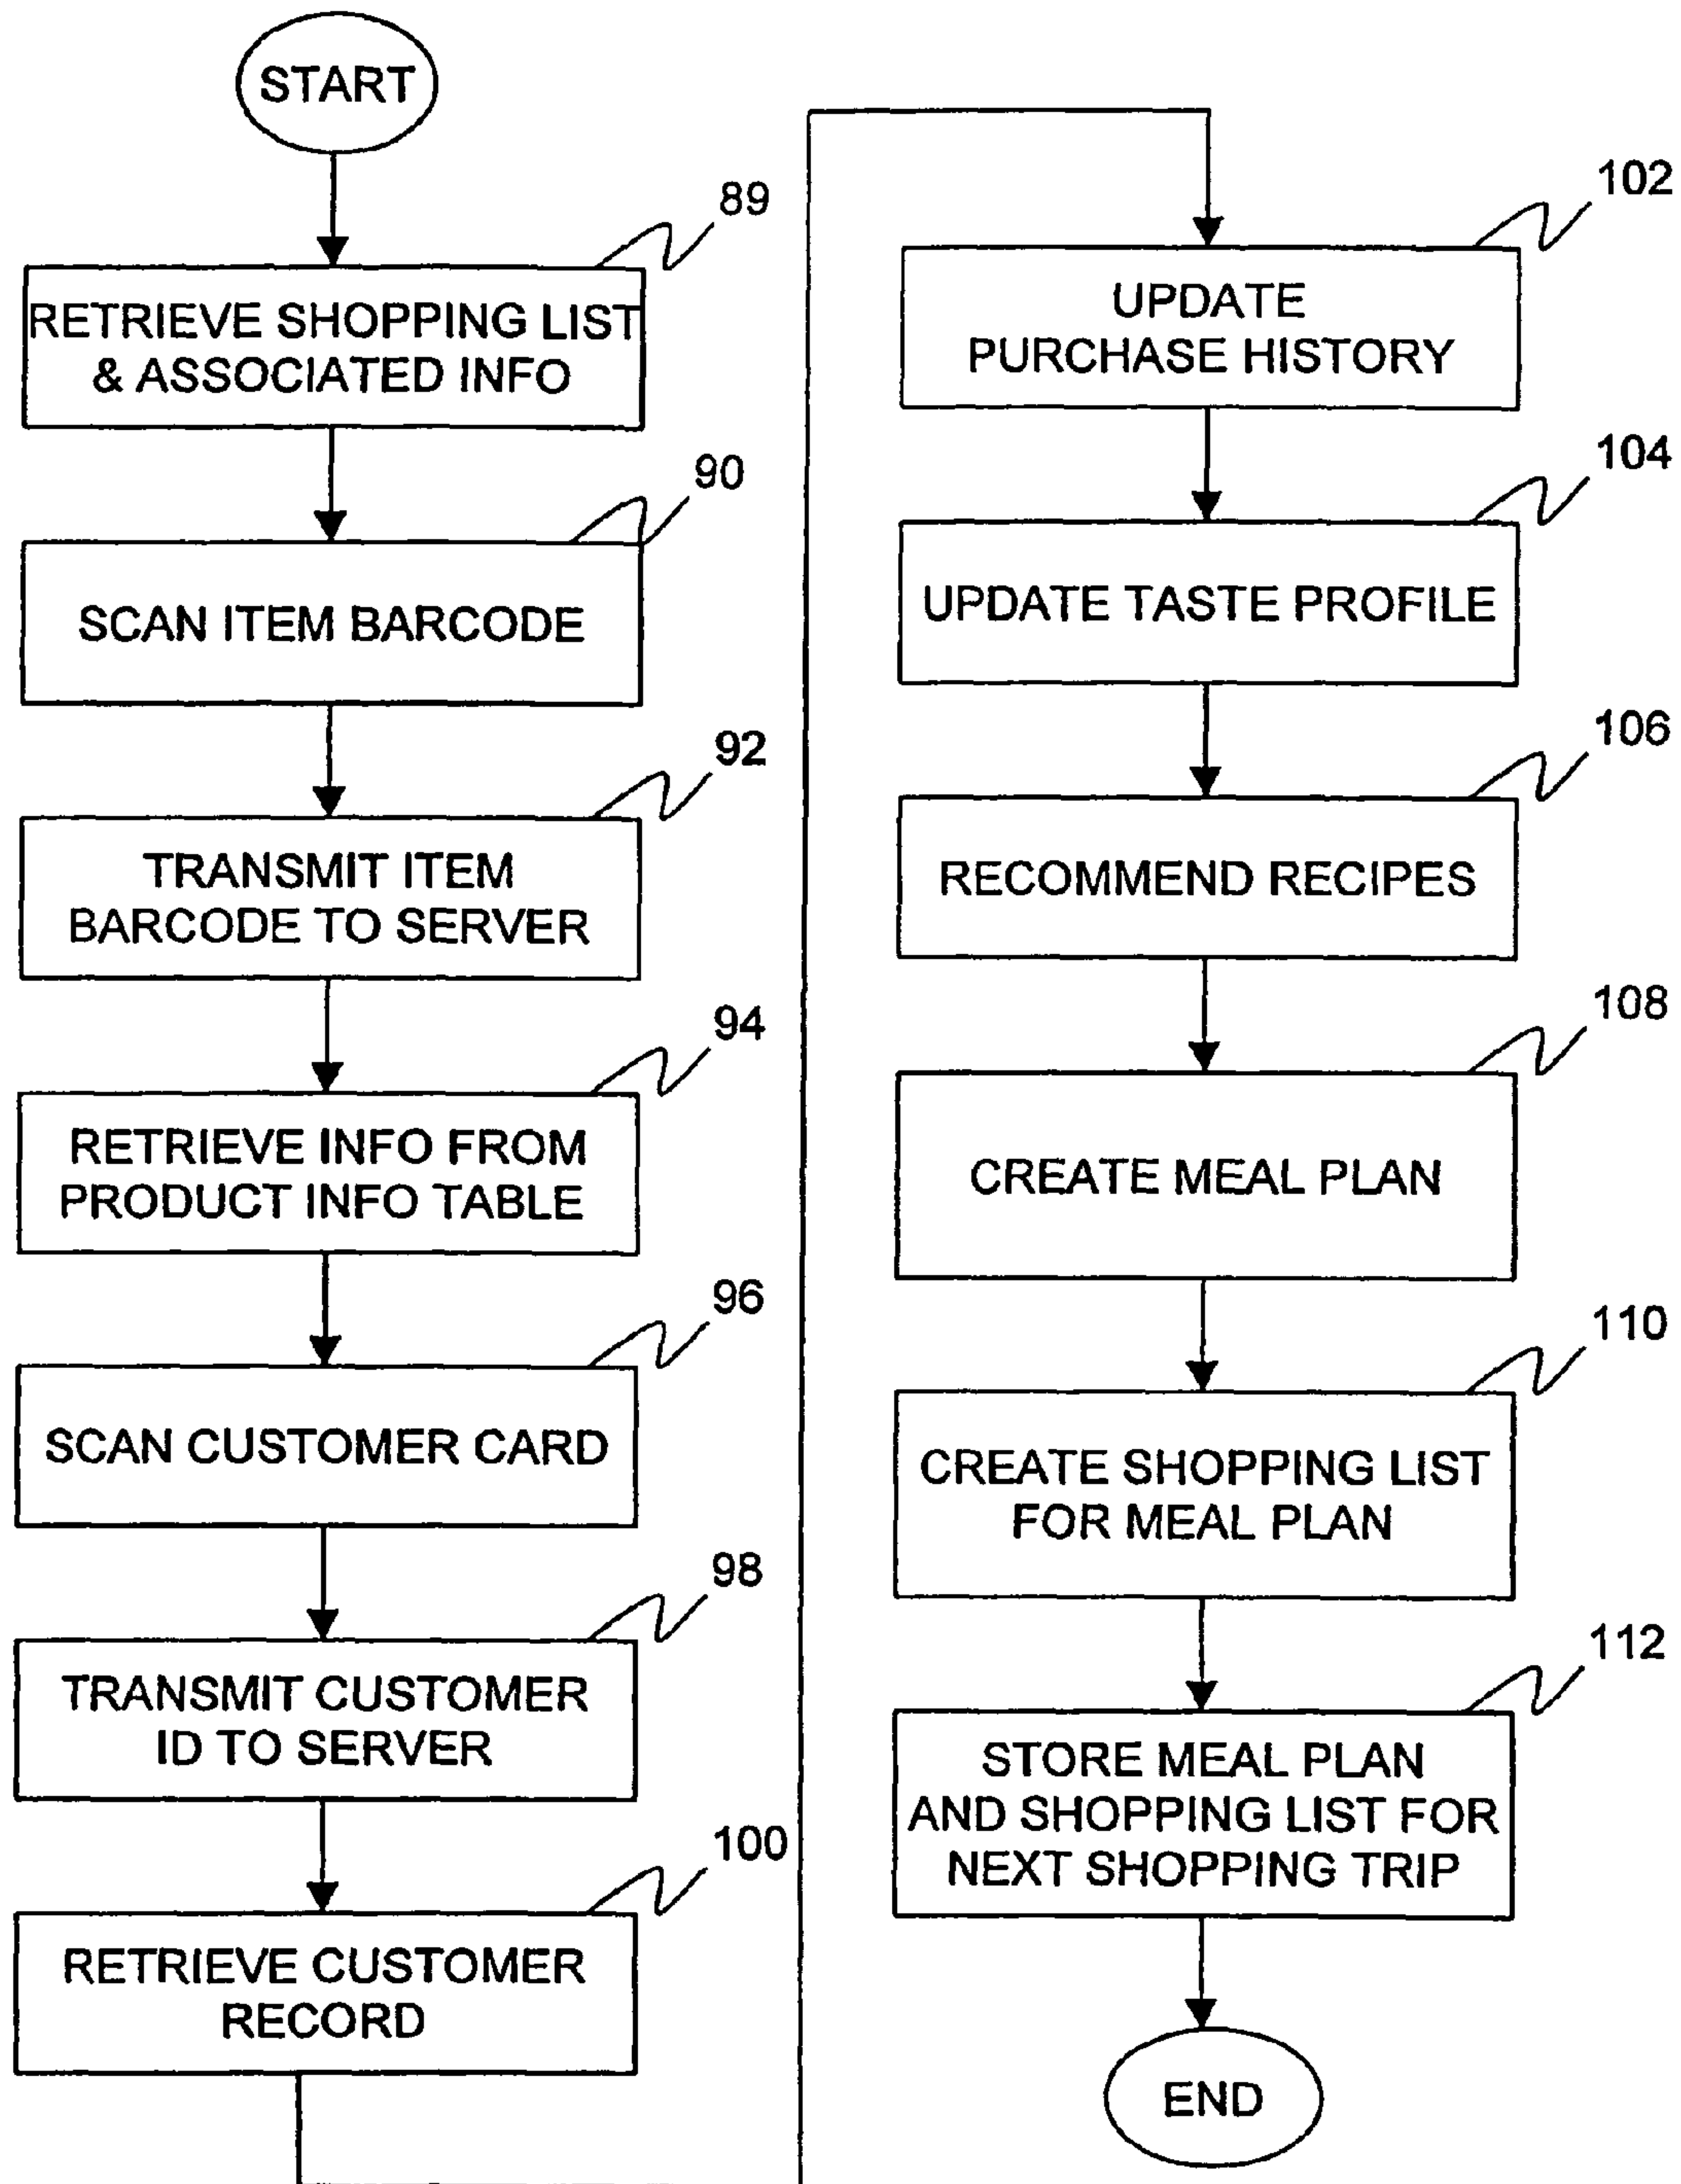 START
89
RETRIEVE SHOPPING LIST
& ASSOCIATED INFO
90
SCAN ITEM BARCODE
92
TRANSMIT ITEM
BARCODE TO SERVER
94
RETRIEVE INFO FROM
PRODUCT INFO TABLE
96
SCAN CUSTOMER CARD
98
TRANSMIT CUSTOMER
ID TO SERVER
100
RETRIEVE CUSTOMER
RECORD
102
UPDATE
PURCHASE HISTORY
104
UPDATE TASTE PROFILE
106
RECOMMEND RECIPES
108
CREATE MEAL PLAN
110
CREATE SHOPPING LIST
FOR MEAL PLAN
112
STORE MEAL PLAN
AND SHOPPING LIST FOR
NEXT SHOPPING TRIP
END